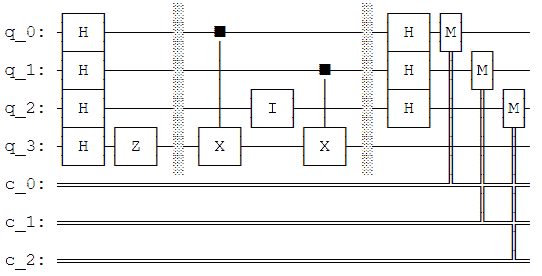 q_0: H H M
q_1: H H M
q_2: H I H M
q_3: H Z X X
c_0:
c_1:
c_2: